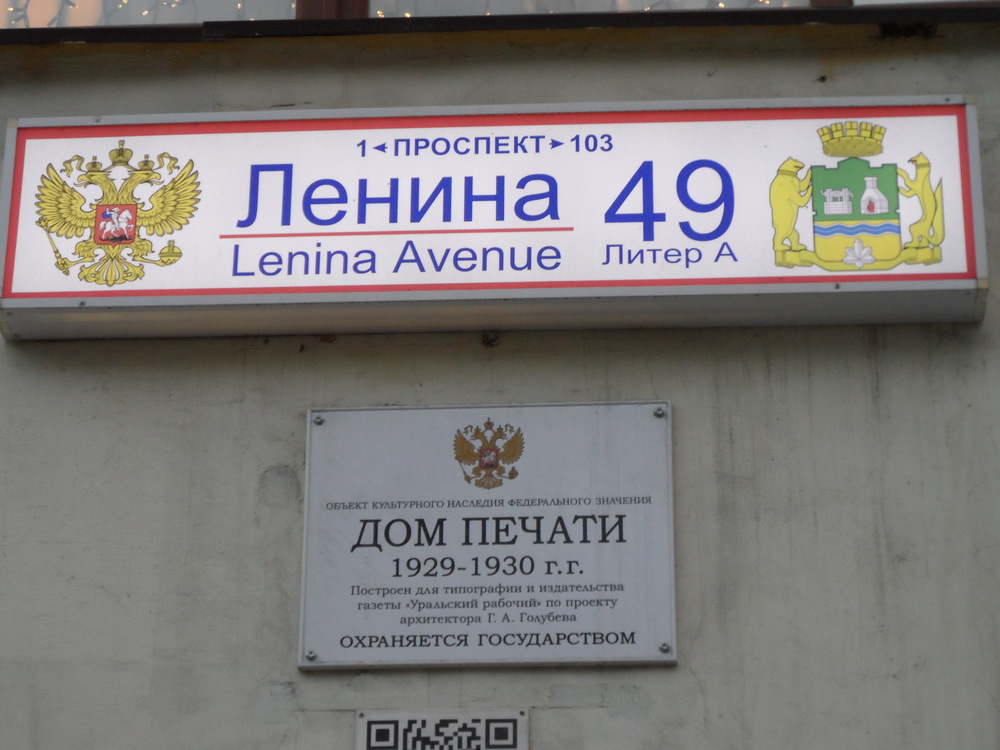 1 ◄ ПРОСПЕКТ ► 103
Ленина 49
Lenina Avenue Литер А
ОБЪЕКТ КУЛЬТУРНОГО НАСЛЕДИЯ ФЕДЕРАЛЬНОГО ЗНАЧЕНИЯ
ДОМ ПЕЧАТИ
1929-1930 г.г.
Построен для типографии и издательства
газеты «Уральский рабочий» по проекту
архитектора Г. А. Голубева
ОХРАНЯЕТСЯ ГОСУДАРСТВОМ